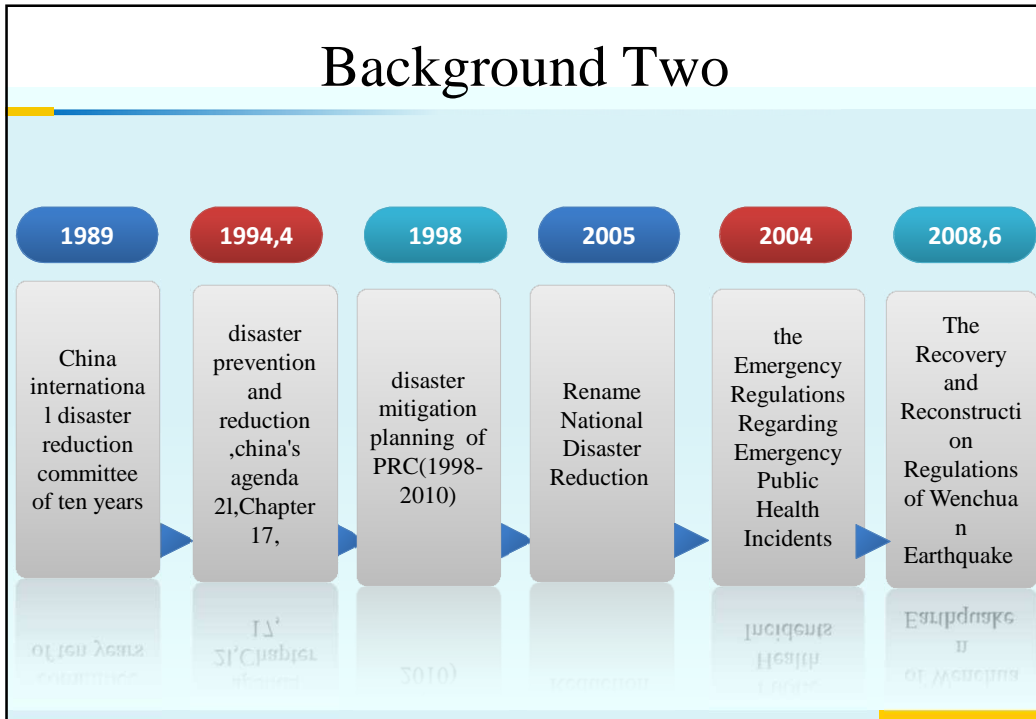 Background Two
1989
China
internationa
l disaster
reduction
committee
of ten years
1994,4
disaster
prevention
and
reduction
,china's
agenda
2l,Chapter
17,
1998
disaster
mitigation
planning of
PRC(1998-
2010)
2005
Rename
National
Disaster
Reduction
2004
the
Emergency
Regulations
Regarding
Emergency
Public
Health
Incidents
2008,6
The
Recovery
and
Reconstructi
on
Regulations
of Wenchua
n
Earthquake